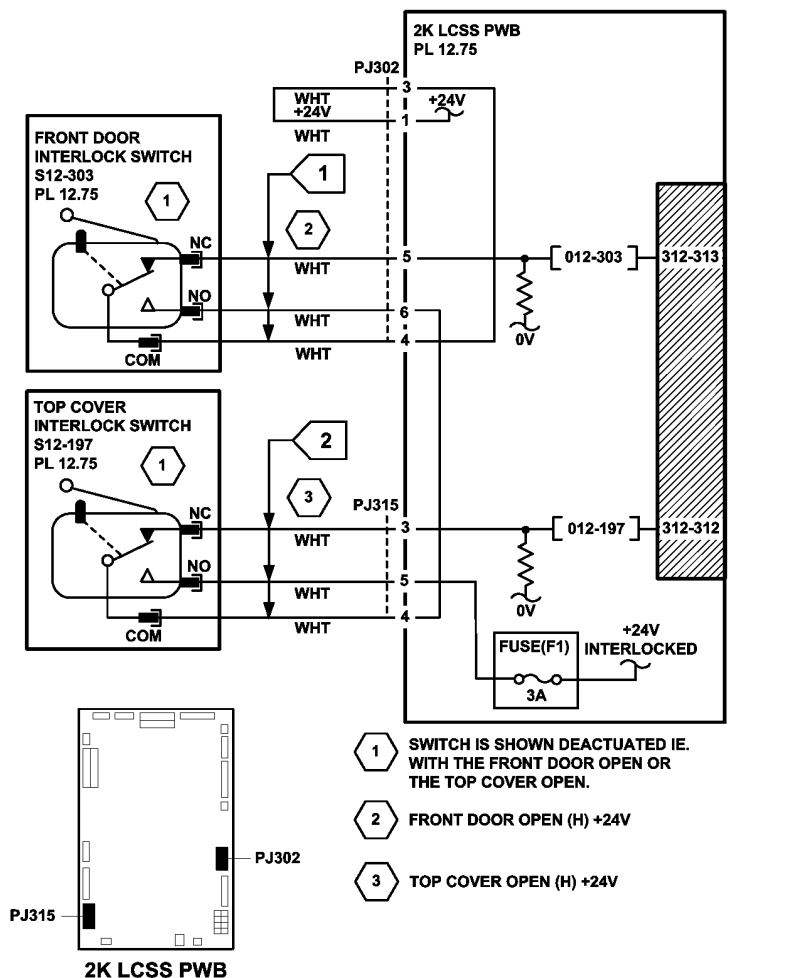 2K LCSS PWB
PL 12.75
PJ302
3
WHT
+24V
+24V
1
WHT
FRONT DOOR
INTERLOCK SWITCH
S12-303
PL 12.75
1
1
2
NC
5
012-303
312-313
WHT
NO
6
WHT
0V
4
COM
WHT
TOP COVER
INTERLOCK SWITCH
S12-197
PL 12.75
1
2
3
PJ315
NC
3
012-197
312-312
WHT
NO
5
WHT
0V
4
COM
WHT
FUSE(F1)
3A
+24V
INTERLOCKED
1
SWITCH IS SHOWN DEACTUATED IE.
WITH THE FRONT DOOR OPEN OR
THE TOP COVER OPEN.
2
FRONT DOOR OPEN (H) +24V
3
TOP COVER OPEN (H) +24V
PJ302
PJ315
2K LCSS PWB